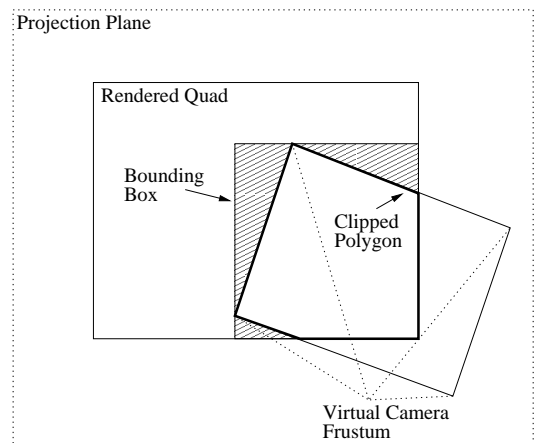 Projection Plane
Rendered Quad
Bounding
Box
Clipped
Polygon
Virtual Camera
Frustum